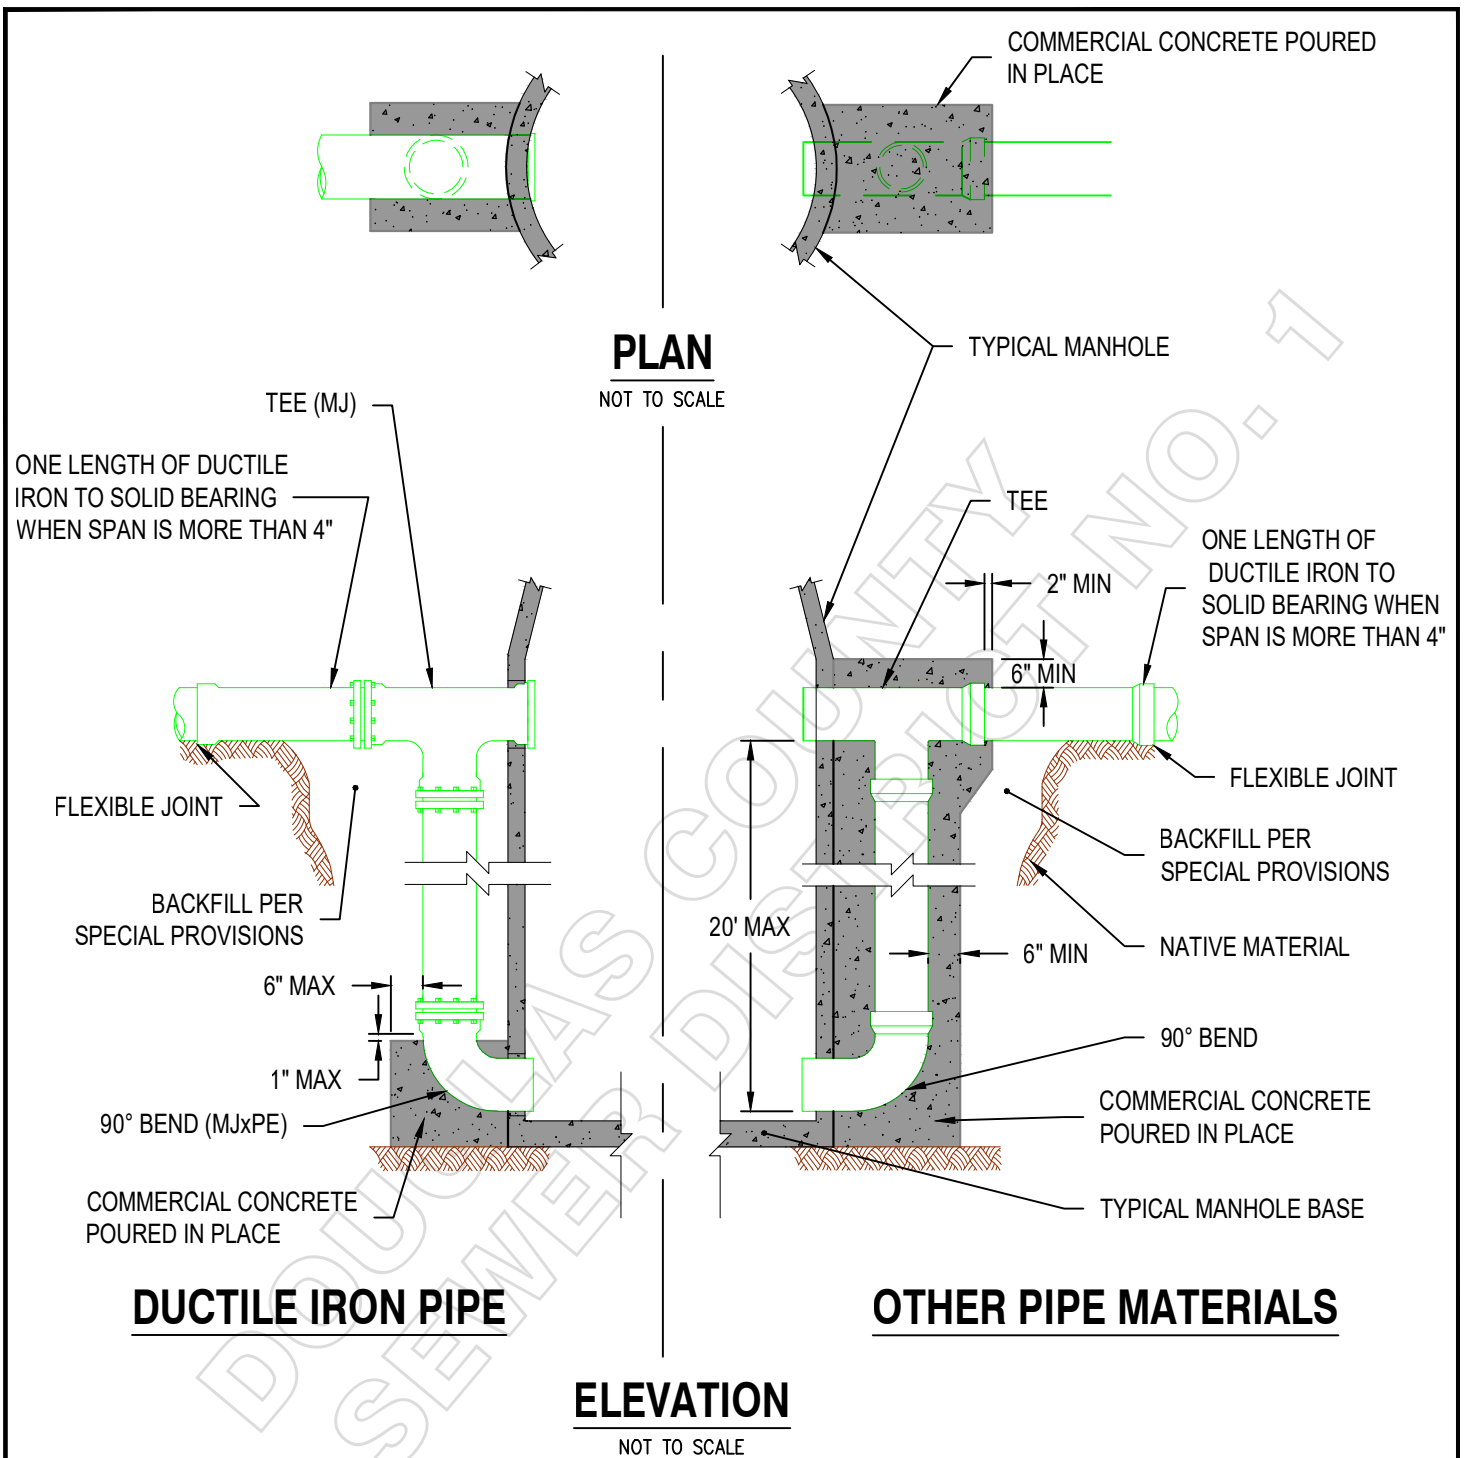 COMMERCIAL CONCRETE POURED
IN PLACE
PLAN
NOT TO SCALE
TYPICAL MANHOLE
TEE (MJ)
ONE LENGTH OF DUCTILE
IRON TO SOLID BEARING
WHEN SPAN IS MORE THAN 4"
TEE
2" MIN
6" MIN
ONE LENGTH OF
DUCTILE IRON TO
SOLID BEARING WHEN
SPAN IS MORE THAN 4"
FLEXIBLE JOINT
FLEXIBLE JOINT
BACKFILL PER
SPECIAL PROVISIONS
BACKFILL PER
SPECIAL PROVISIONS
20' MAX
6" MIN
NATIVE MATERIAL
6" MAX
1" MAX
90° BEND (MJxPE)
90° BEND
COMMERCIAL CONCRETE
POURED IN PLACE
COMMERCIAL CONCRETE
POURED IN PLACE
TYPICAL MANHOLE BASE
DUCTILE IRON PIPE
OTHER PIPE MATERIALS
ELEVATION
NOT TO SCALE
DOUGLAS COUNTY
SEWER DISTRICT NO. 1